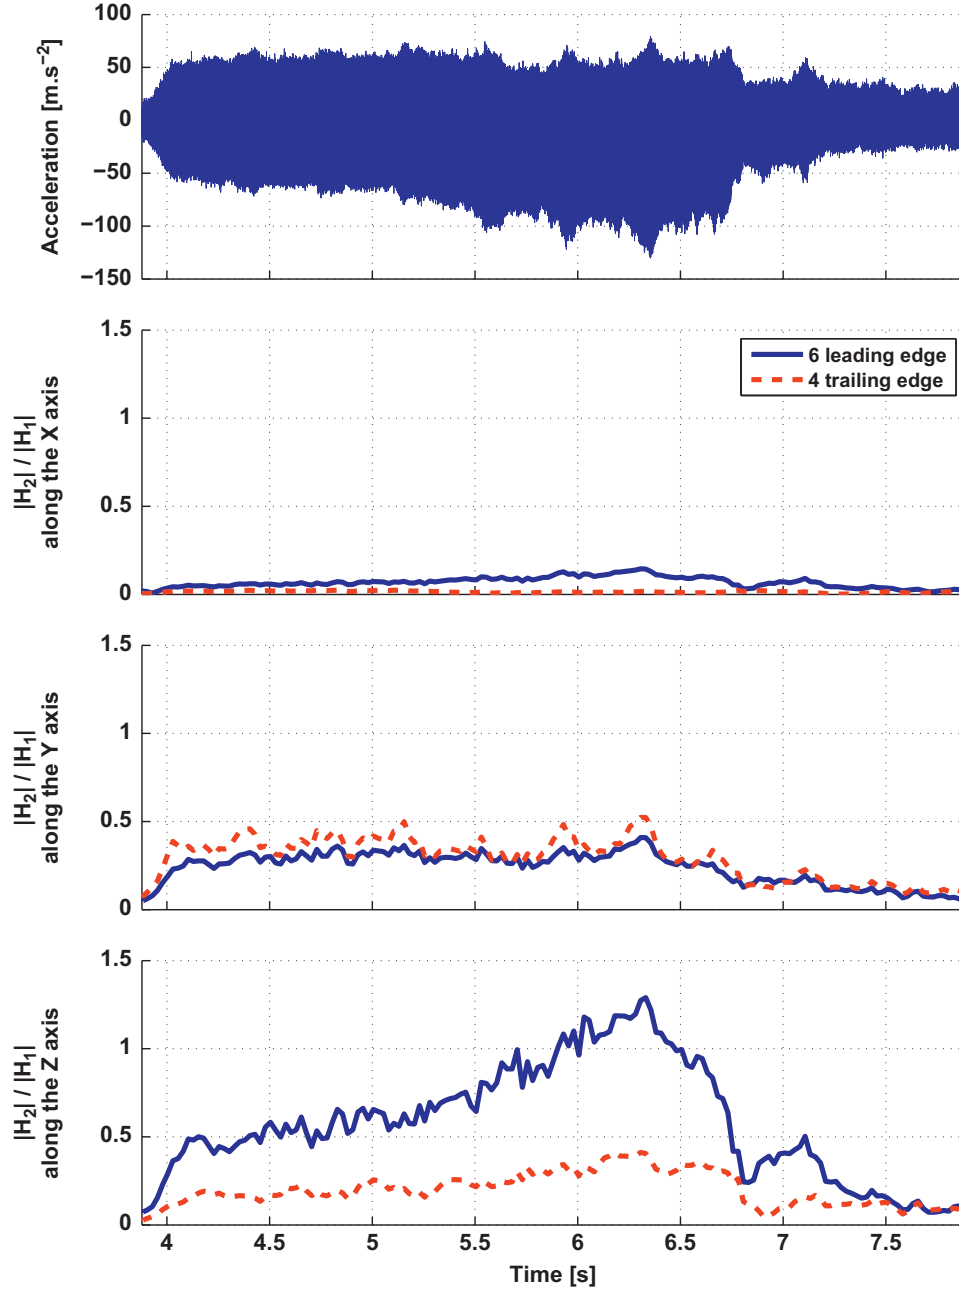 100
50
0
−50
−100
−150
Acceleration [m.s−2]
1.5
1
0.5
0
|H2| / |H1|
along the X axis
6 leading edge
4 trailing edge
1.5
1
0.5
0
|H2| / |H1|
along the Y axis
1.5
1
0.5
0
|H2| / |H1|
along the Z axis
4 4.5 5 5.5 6 6.5 7 7.5
Time [s]